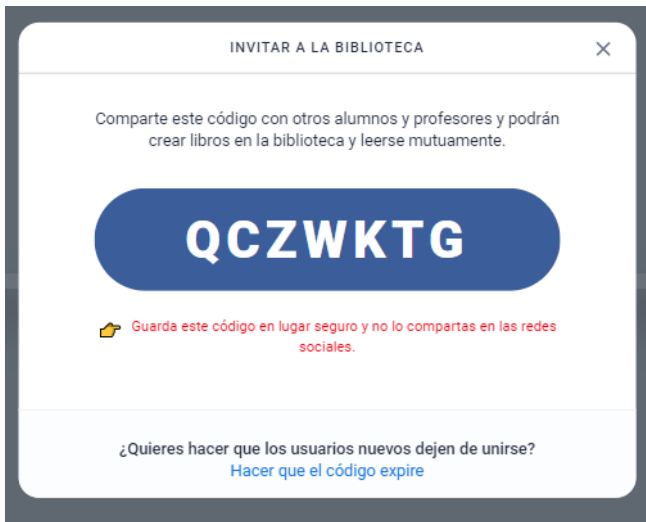 INVITAR A LA BIBLIOTECA
Comparte este código con otros alumnos y profesores y podrán
crear libros en la biblioteca y leerse mutuamente.
QCZWKTG
Guarda este código en lugar seguro y no lo compartas en las redes
sociales.
¿Quieres hacer que los usuarios nuevos dejen de unirse?
Hacer que el código expire